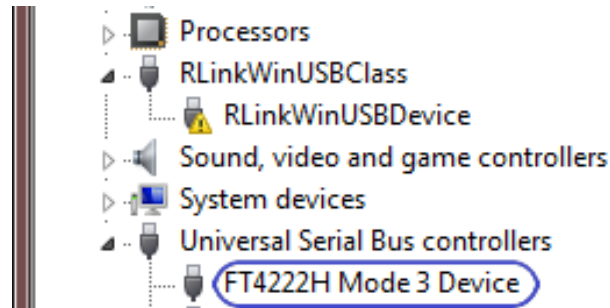 Processors
RLinkWinUSBClass
RLinkWinUSBDevice
Sound, video and game controllers
System devices
Universal Serial Bus controllers
FT4222H Mode 3 Device